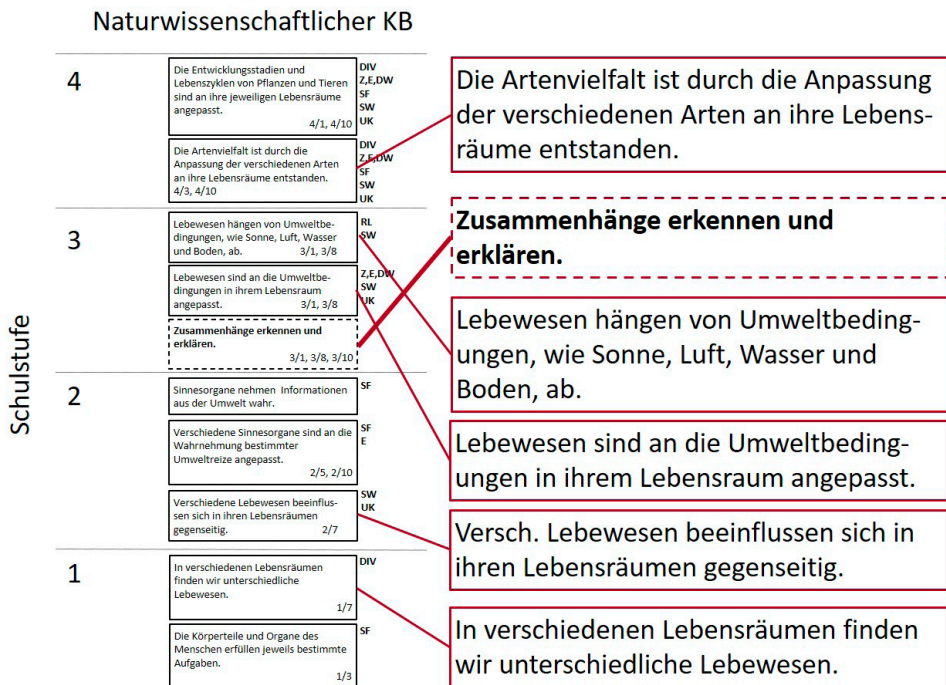 Naturwissenschaftlicher KB
Schulstufe
4
Die Entwicklungsstadien und
Lebenszyklen von Pflanzen und Tieren
sind an ihre jeweiligen Lebensräume
angepasst.
4/1, 4/10
DIV
Z,E,DW
SF
SW
UK
Die Artenvielfalt ist durch die
Anpassung der verschiedenen Arten
an ihre Lebensräume entstanden.
4/3, 4/10
DIV
Z,E,DW
SF
SW
UK
3
Lebewesen hängen von Umweltbe-
dingungen, wie Sonne, Luft, Wasser
und Boden, ab. 3/1, 3/8
RL
SW
Lebewesen sind an die Umweltbe-
dingungen in ihrem Lebensraum
angepasst. 3/1, 3/8
Z,E,DW
SW
UK
Zusammenhänge erkennen und
erklären.
3/1, 3/8, 3/10
2
Sinnesorgane nehmen Informationen
aus der Umwelt wahr.
SF
Verschiedene Sinnesorgane sind an die
Wahrnehmung bestimmter
Umweltreize angepasst.
2/5, 2/10
SF
E
Verschiedene Lebewesen beeinflus-
sen sich in ihren Lebensräumen
gegenseitig. 2/7
SW
UK
1
In verschiedenen Lebensräumen
finden wir unterschiedliche
Lebewesen.
1/7
DIV
Die Körperteile und Organe des
Menschen erfüllen jeweils bestimmte
Aufgaben.
1/3
SF
Die Artenvielfalt ist durch die Anpassung
der verschiedenen Arten an ihre Lebens-
räume entstanden.
Zusammenhänge erkennen und
erklären.
Lebewesen hängen von Umweltbeding-
ungen, wie Sonne, Luft, Wasser und
Boden, ab.
Lebewesen sind an die Umweltbeding-
ungen in ihrem Lebensraum angepasst.
Versch. Lebewesen beeinflussen sich in
ihren Lebensräumen gegenseitig.
In verschiedenen Lebensräumen finden
wir unterschiedliche Lebewesen.